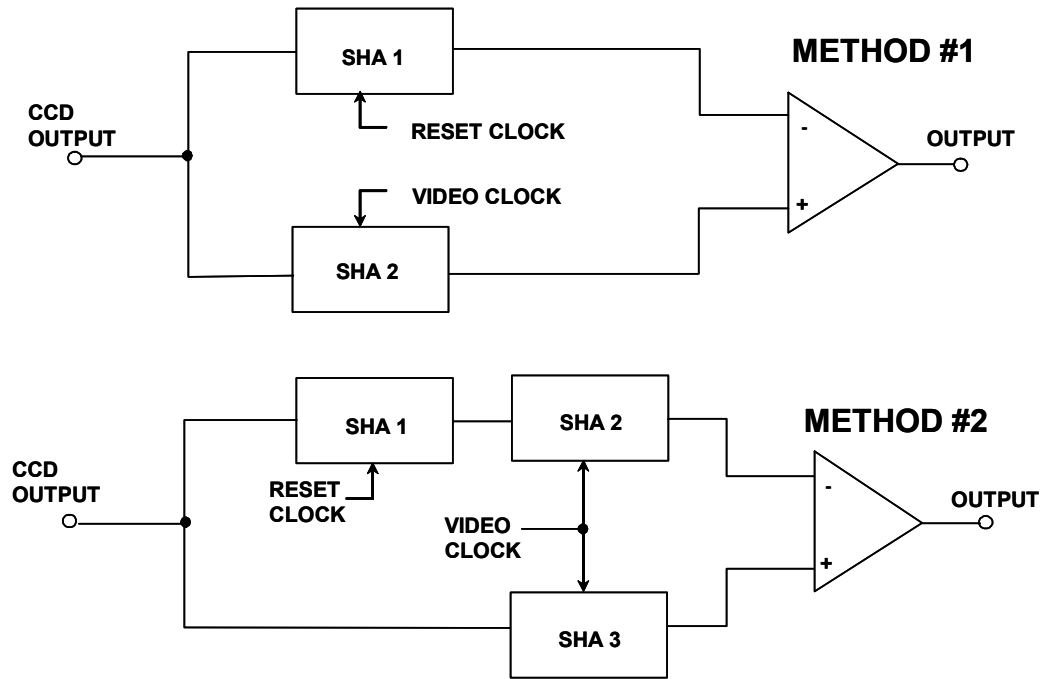 METHOD #1
SHA 1
CCD
OUTPUT
RESET CLOCK
-
OUTPUT
VIDEO CLOCK
+
SHA 2
METHOD #2
SHA 1
SHA 2
CCD
OUTPUT
RESET
CLOCK
-
OUTPUT
VIDEO
CLOCK
+
SHA 3